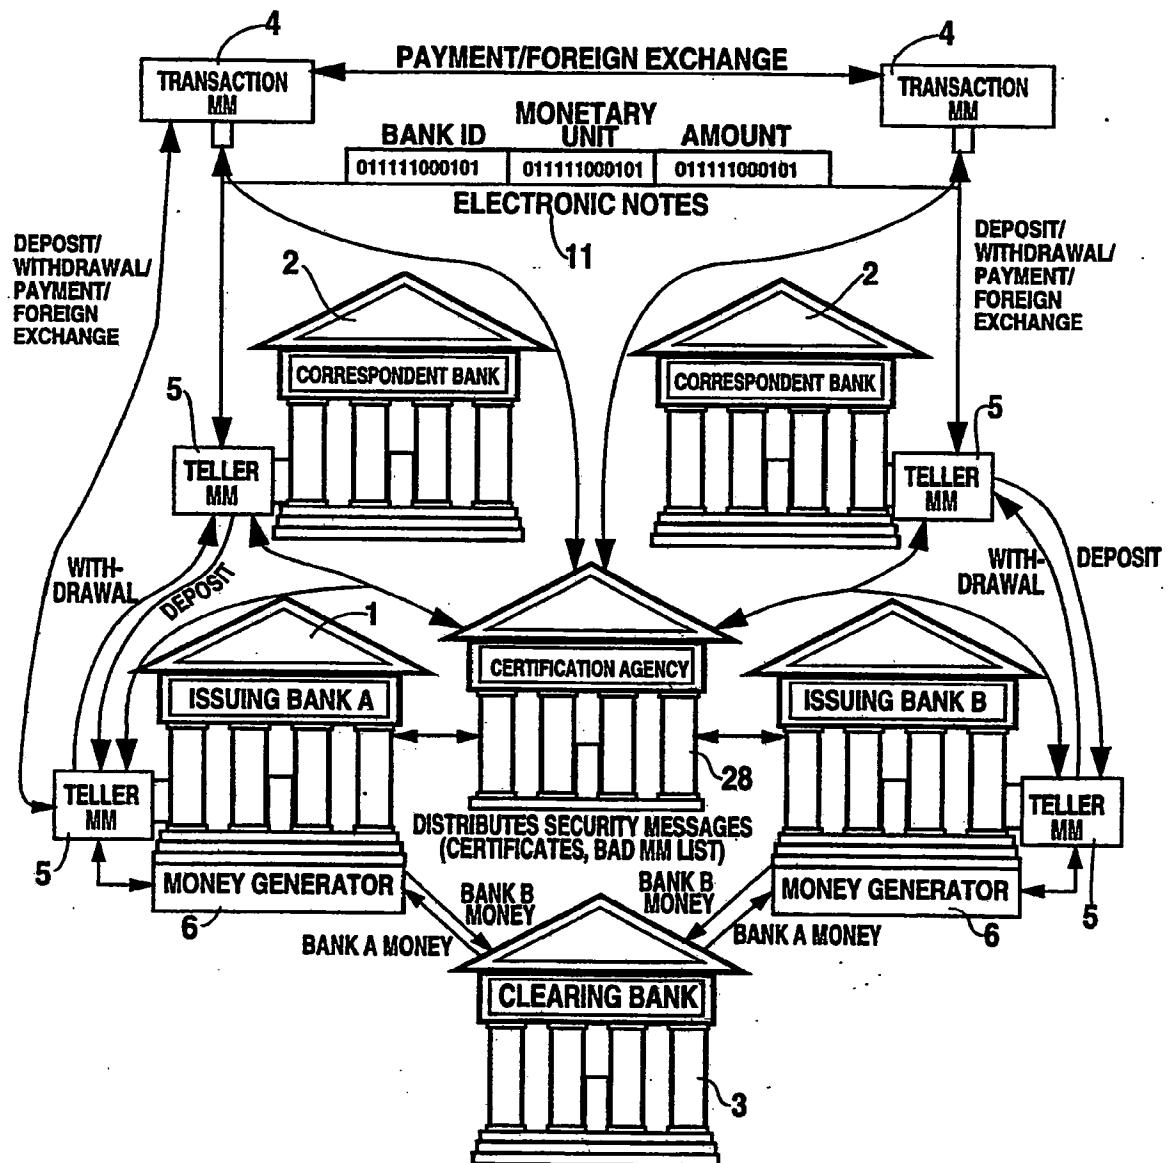 4
4
PAYMENT/FOREIGN EXCHANGE
TRANSACTION
MM
TRANSACTION
MM
MONETARY
BANK ID
UNIT
AMOUNT
011111000101
011111000101
011111000101
ELECTRONIC NOTES
11
DEPOSIT/
WITHDRAWAL/
PAYMENT/
FOREIGN
EXCHANGE
DEPOSIT/
WITHDRAWAL/
PAYMENT/
FOREIGN
EXCHANGE
2
2
CORRESPONDENT BANK
CORRESPONDENT BANK
5
5
TELLER
MM
TELLER
MM
WITH-
DRAWAL
DEPOSIT
WITH-
DRAWAL
DEPOSIT
1
CERTIFICATION AGENCY
ISSUING BANK A
ISSUING BANK B
28
TELLER
MM
TELLER
MM
DISTRIBUTES SECURITY MESSAGES
(CERTIFICATES, BAD MM LIST)
5
5
MONEY GENERATOR
MONEY GENERATOR
6
6
BANK B
MONEY
BANK B
MONEY
BANK A MONEY
BANK A MONEY
CLEARING BANK
3